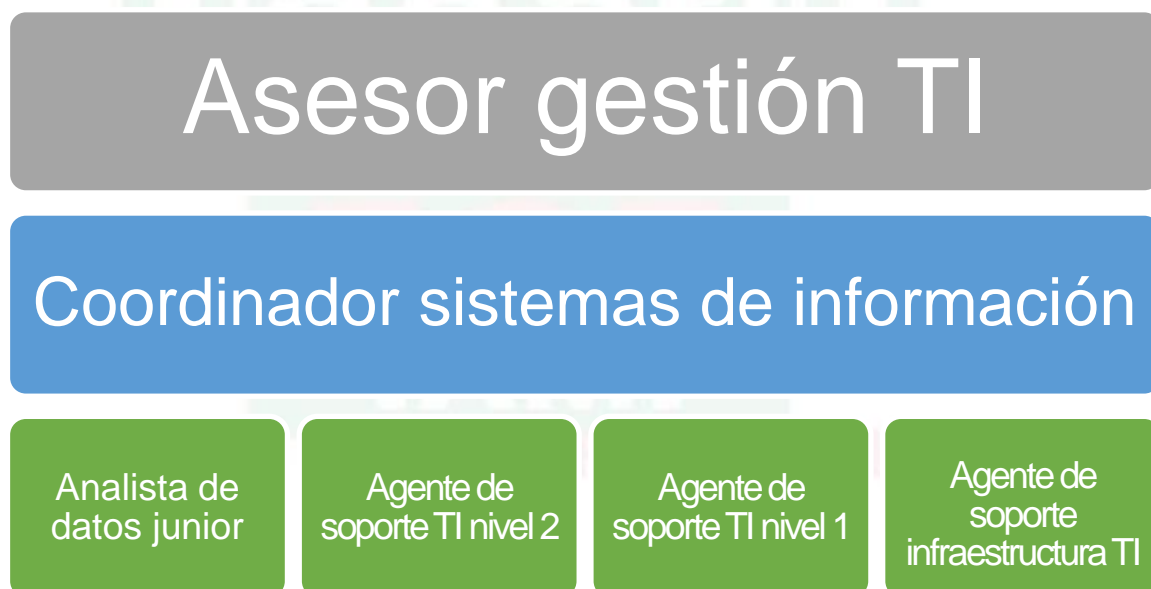 Asesor gestión TI
Coordinador sistemas de información
Analista de
datos junior
Agente de
soporte TI nivel 2
Agente de
soporte TI nivel 1
Agente de
soporte
infraestructura TI